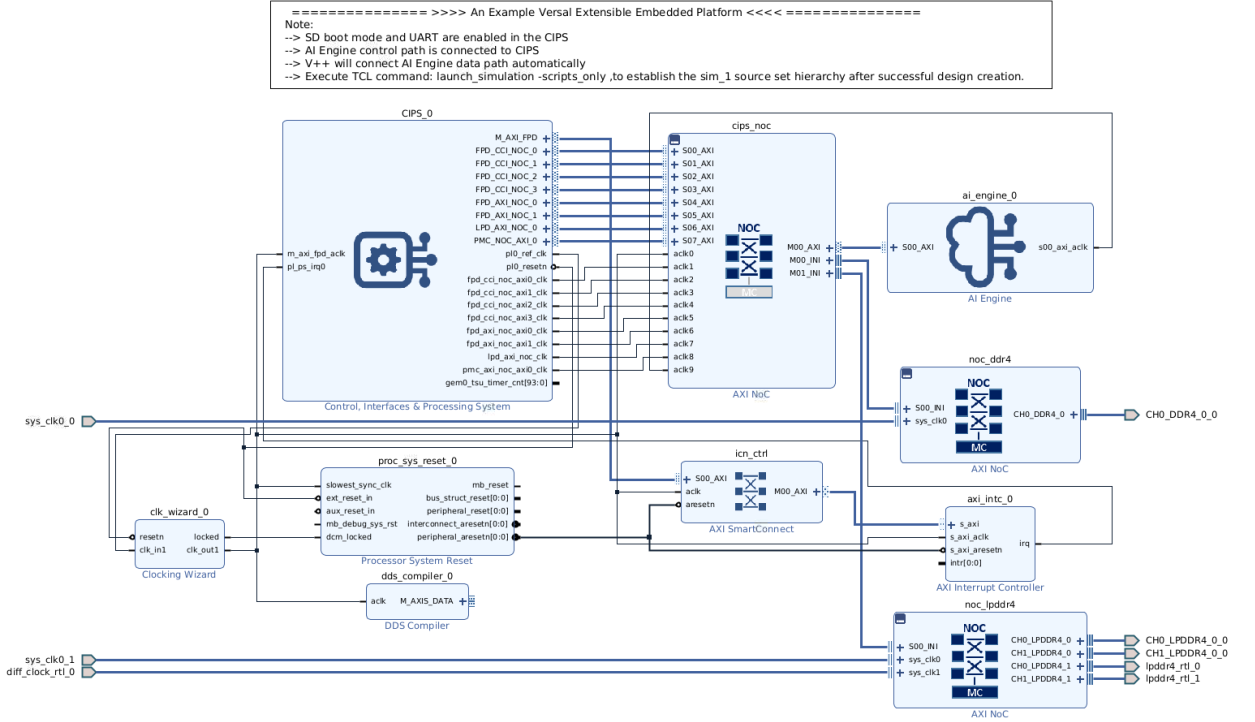 =============== >>>> An Example Versal Extensible Embedded Platform <<<< ===============
Note:
--> SD boot mode and UART are enabled in the CIPS
--> AI Engine control path is connected to CIPS
--> V++ will connect AI Engine data path automatically
--> Execute TCL command: launch_simulation -scripts_only ,to establish the sim_1 source set hierarchy after successful design creation.
CIPS_0
M_AXI_FPD
FPD_CCI_NOC_0
FPD_CCI_NOC_1
FPD_CCI_NOC_2
FPD_CCI_NOC_3
FPD_AXI_NOC_0
FPD_AXI_NOC_1
LPD_AXI_NOC_0
PMC_NOC_AXI_0
m_axi_fpd_aclk
pl_ps_irq0
pl0_ref_clk
pl0_resetn
fpd_cci_noc_axi0_clk
fpd_cci_noc_axi1_clk
fpd_cci_noc_axi2_clk
fpd_cci_noc_axi3_clk
fpd_axi_noc_axi0_clk
fpd_axi_noc_axi1_clk
lpd_axi_noc_clk
pmc_axi_noc_axi0_clk
gem0_tsu_timer_cnt[93:0]
Control, Interfaces & Processing System
cips_noc
S00_AXI
S01_AXI
S02_AXI
S03_AXI
S04_AXI
S05_AXI
S06_AXI
S07_AXI
aclk0
aclk1
aclk2
aclk3
aclk4
aclk5
aclk6
aclk7
aclk8
aclk9
NOC
MC
M00_AXI
M00_INI
M01_INI
AXI NoC
ai_engine_0
S00_AXI
s00_axi_aclk
AI Engine
noc_ddr4
S00_INI
sys_clk0
NOC
MC
CH0_DDR4_0
AXI NoC
CH0_DDR4_0_0
sys_clk0_0
proc_sys_reset_0
slowest_sync_clk
ext_reset_in
aux_reset_in
mb_debug_sys_rst
dcm_locked
mb_reset
bus_struct_reset[0:0]
peripheral_reset[0:0]
interconnect_aresetn[0:0]
peripheral_aresetn[0:0]
Processor System Reset
icn_ctrl
S00_AXI
aclk
aresetn
M00_AXI
AXI SmartConnect
clk_wizard_0
resetn
clk_in1
locked
clk_out1
Clocking Wizard
axi_intc_0
s_axi
s_axi_aclk
s_axi_aresetn
intr[0:0]
irq
AXI Interrupt Controller
dds_compiler_0
aclk
M_AXIS_DATA
DDS Compiler
noc_lpddr4
S00_INI
sys_clk0
sys_clk1
NOC
MC
CH0_LPDDR4_0
CH1_LPDDR4_0
CH0_LPDDR4_1
CH1_LPDDR4_1
AXI NoC
CH0_LPDDR4_0_0
CH1_LPDDR4_0_0
lpddr4_rtl_0
lpddr4_rtl_1
sys_clk0_1
diff_clock_rtl_0